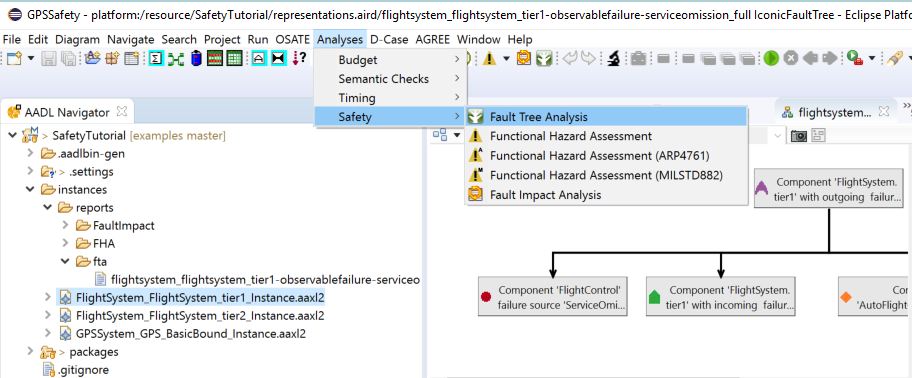 GPSSafety - platform:/resource/SafetyTutorial/representations.aird/flightsystem_flightsystem_tier1-observablefailure-serviceomission_full IconicFaultTree - Eclipse Platfo
File Edit Diagram Navigate Search Project Run OSATE Analyses D-Case AGREE Window Help
Budget
Semantic Checks
Timing
Safety
Fault Tree Analysis
Functional Hazard Assessment
Functional Hazard Assessment (ARP4761)
Functional Hazard Assessment (MILSTD882)
Fault Impact Analysis
AADL Navigator
SafetyTutorial [examples master]
.aadlbin-gen
> .settings
instances
reports
FaultImpact
FHA
fta
flightsystem_flightsystem_tier1-observablefailure-serviceo
FlightSystem_FlightSystem_tier1_Instance.aaxl2
FlightSystem_FlightSystem_tier2_Instance.aaxl2
GPSSystem_GPS_BasicBound_Instance.aaxl2
> packages
.gitignore
flightsystem...
Component 'FlightSystem.
tier1' with outgoing failur...
Component 'FlightControl'
failure source 'ServiceOmi...
Component 'FlightSystem.
tier1' with incoming failur...
Co
'AutoFlight